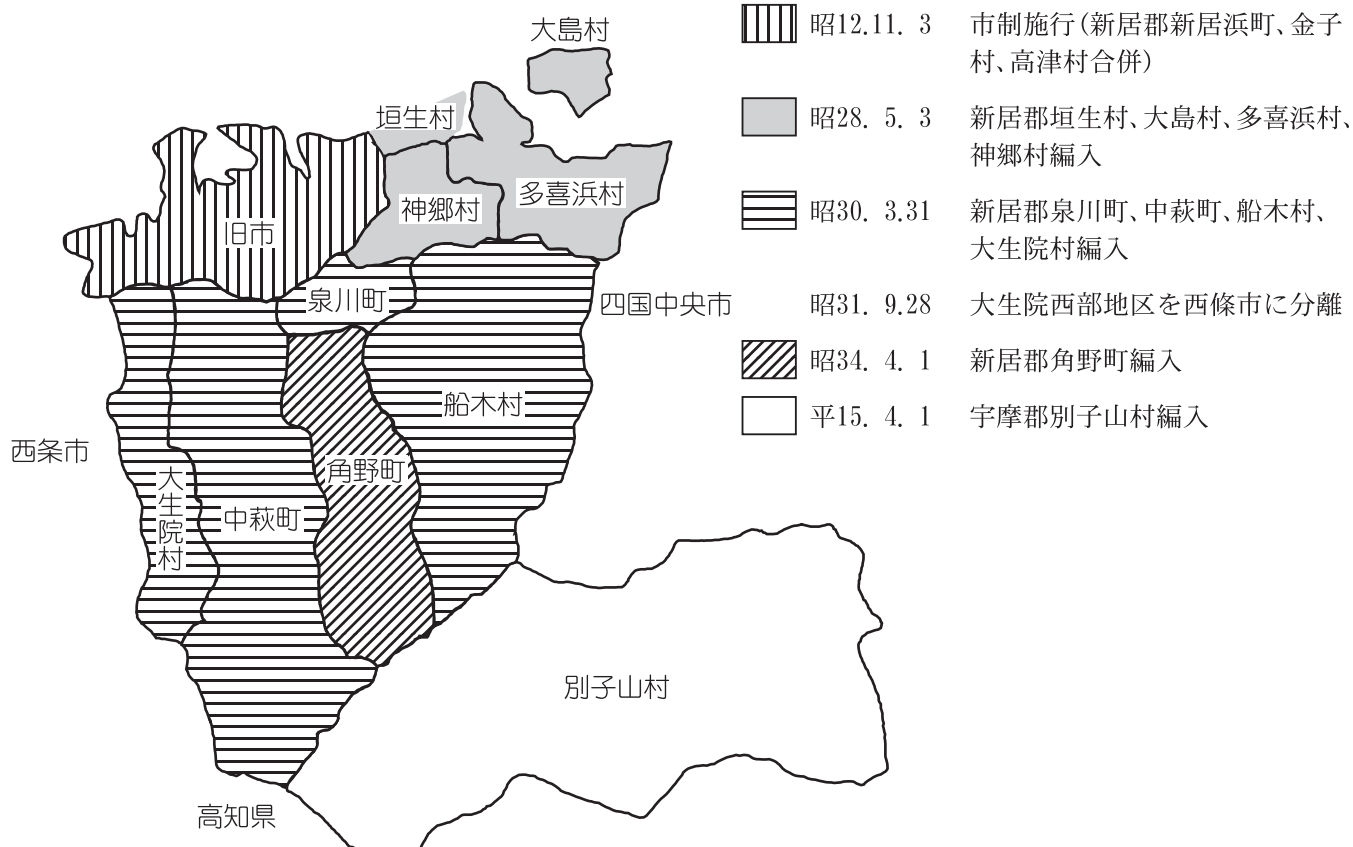 大島村
垣生村
神郷村
多喜浜村
旧市
泉川町
四国中央市
船木村
西条市
角野町
大生院村
中萩町
別子山村
高知県
昭12.11. 3 市制施行(新居郡新居浜町、金子
村、高津村合併)
昭28. 5. 3 新居郡垣生村、大島村、多喜浜村、
神郷村編入
昭30. 3.31 新居郡泉川町、中萩町、船木村、
大生院村編入
昭31. 9.28 大生院西部地区を西條市に分離
昭34. 4. 1 新居郡角野町編入
平15. 4. 1 宇摩郡別子山村編入